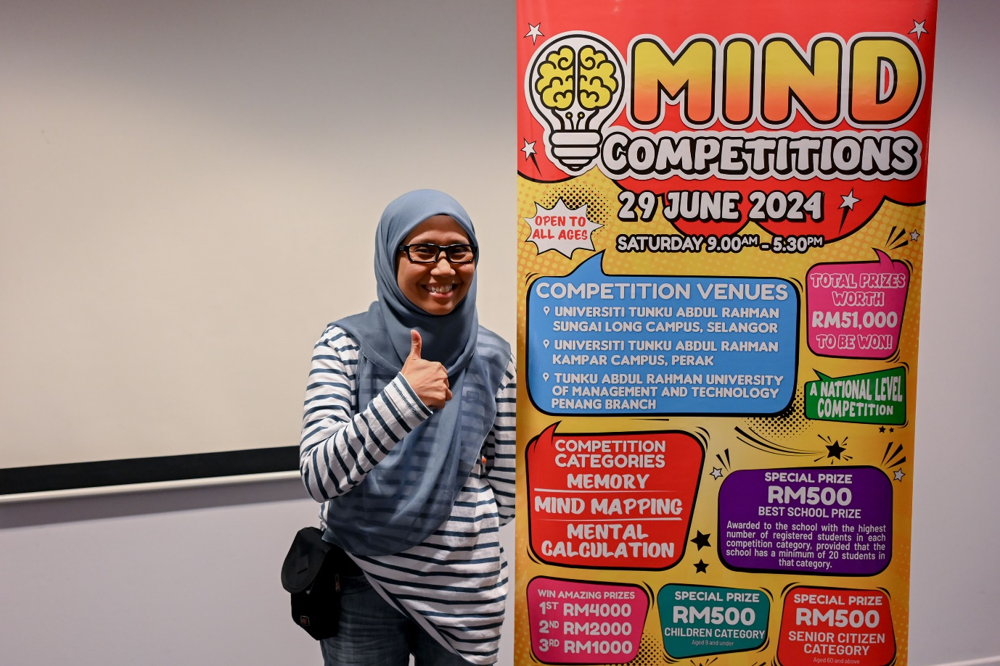 MIND
COMPETITIONS
29 JUNE 2024
SATURDAY 9.00AM - 5:30PM
OPEN TO
ALL AGES
COMPETITION VENUES
UNIVERSITI TUNKU ABDUL RAHMAN
SUNGAI LONG CAMPUS, SELANGOR
UNIVERSITI TUNKU ABDUL RAHMAN
KAMPAR CAMPUS, PERAK
TUNKU ABDUL RAHMAN UNIVERSITY
OF MANAGEMENT AND TECHNOLOGY
PENANG BRANCH
TOTAL PRIZES
WORTH
RM51,000
TO BE WON!
A NATIONAL LEVEL
COMPETITION
COMPETITION
CATEGORIES
MEMORY
MIND MAPPING
MENTAL
CALCULATION
SPECIAL PRIZE
RM500
BEST SCHOOL PRIZE
Awarded to the school with the highest
number of registered students in each
competition category, provided that the
school has a minimum of 20 students in
that category.
WIN AMAZING PRIZES
1ST RM4000
2ND RM2000
3RD RM1000
SPECIAL PRIZE
RM500
CHILDREN CATEGORY
Aged 9 and under
SPECIAL PRIZE
RM500
SENIOR CITIZEN
CATEGORY
Aged 60 and above